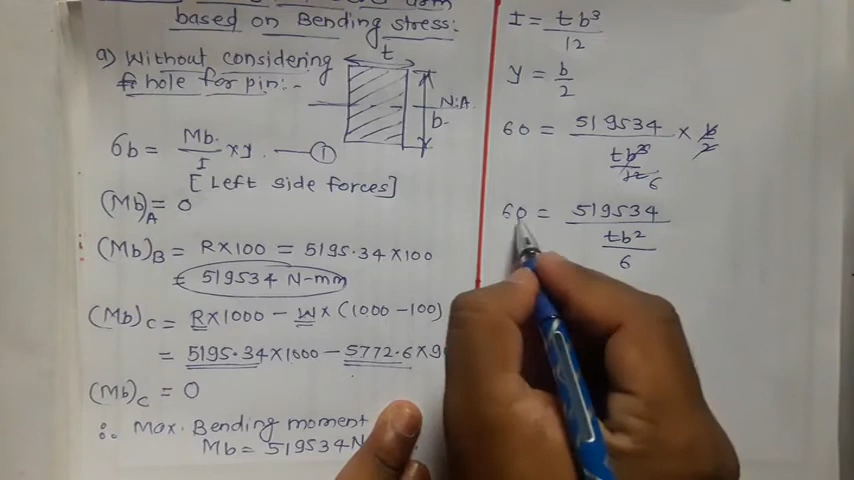 based on Bending stress:
a) Without considering
hole for pin:-
t
N.A.
b
6b = Mb/I × y. —— ①
[Left side forces]
(Mb)A = 0
(Mb)B = R×100 = 5195.34 ×100
= 519534 N-mm
(Mb)C = R×1000 - W×(1000-100)
= 5195.34×1000 - 5772.6×9
(Mb)C = 0
∴ Max. Bending moment
Mb = 519534 N
I = tb³/12
y = b/2
60 = 519534/(tb³/12) × b/2
6
60 = 519534/(tb²/6)